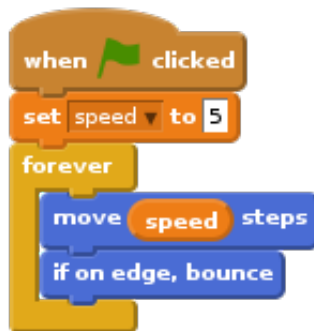 when clicked
set speed to 5
forever
move speed steps
if on edge, bounce